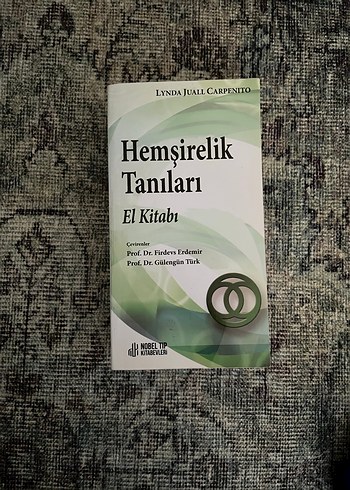 LYNDA JUALL CARPENITO
Hemşirelik
Tanıları
El Kitabı
Çevirenler
Prof. Dr. Firdevs Erdemir
Prof. Dr. Gülengün Türk
NOBEL TIP
KİTABEVLERİ